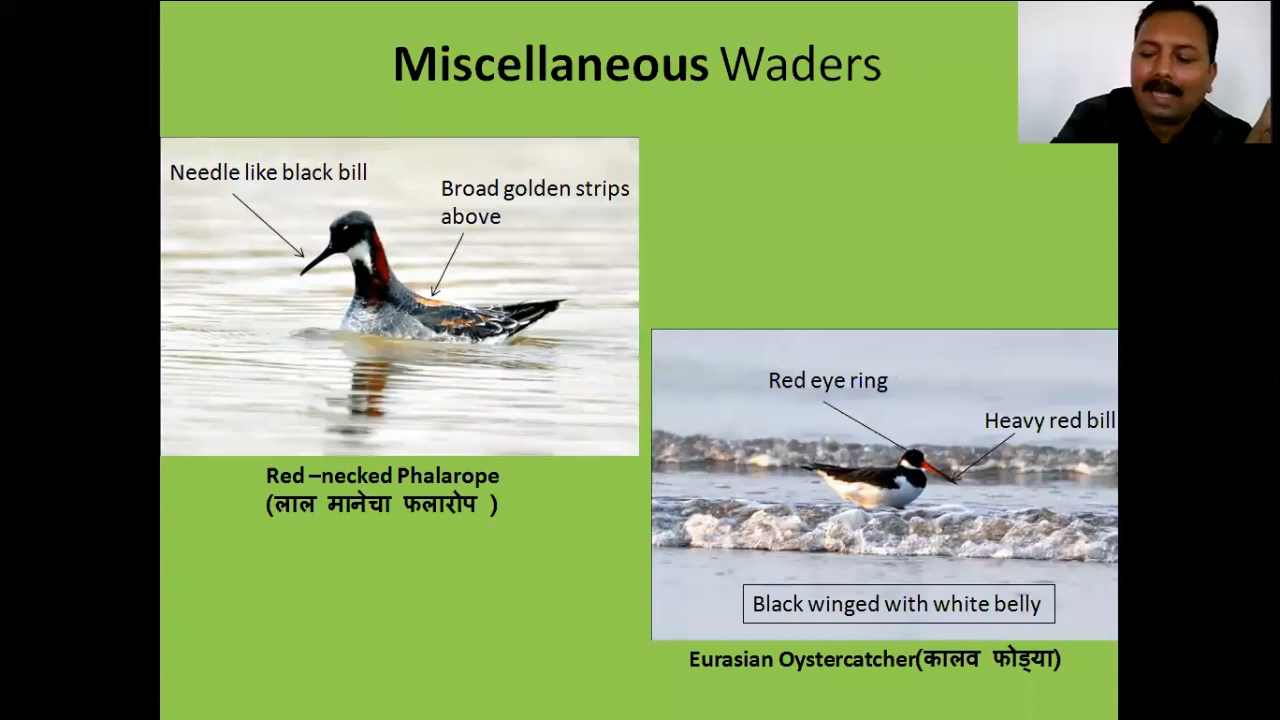 Miscellaneous Waders
Needle like black bill
Broad golden strips
above
Red –necked Phalarope
(लाल मानेचा फलारोप )
Red eye ring
Heavy red bill
Black winged with white belly
Eurasian Oystercatcher(कालव फोड्या)